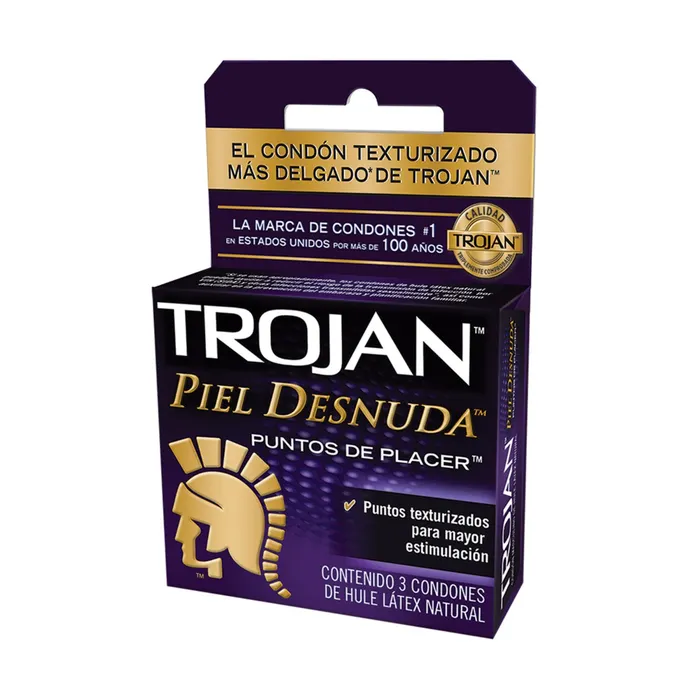 EL CONDÓN TEXTURIZADO
MÁS DELGADO* DE TROJAN™
LA MARCA DE CONDONES #1
EN ESTADOS UNIDOS POR MÁS DE 100 AÑOS
CALIDAD
TROJAN
TRIPLEMENTE COMPROBADA
TROJAN™
PIEL DESNUDA™
PUNTOS DE PLACER™
Puntos texturizados
para mayor
estimulación
CONTENIDO 3 CONDONES
DE HULE LÁTEX NATURAL
™
TROJAN
PIEL DESNUDA